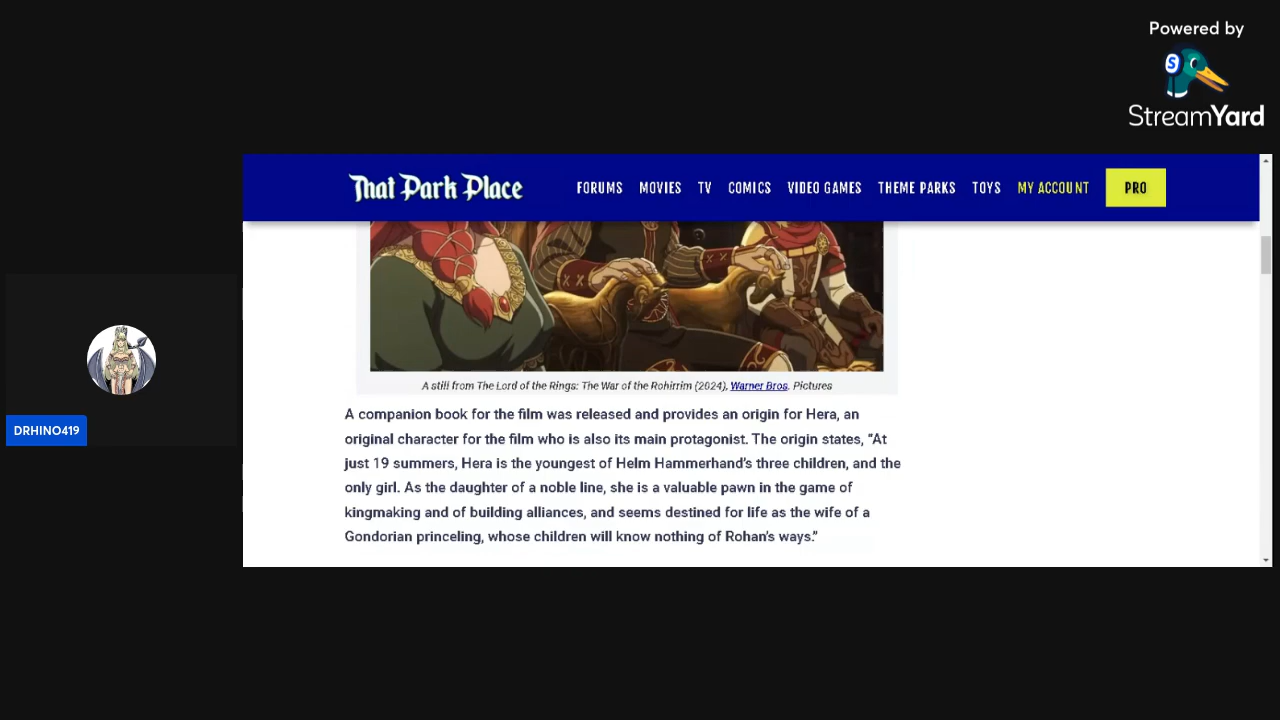 Powered by
S
StreamYard
That Park Place
FORUMS MOVIES TV COMICS VIDEO GAMES THEME PARKS TOYS MY ACCOUNT PRO
A still from The Lord of the Rings: The War of the Rohirrim (2024), Warner Bros. Pictures
A companion book for the film was released and provides an origin for Hera, an
original character for the film who is also its main protagonist. The origin states, “At
just 19 summers, Hera is the youngest of Helm Hammerhand’s three children, and the
only girl. As the daughter of a noble line, she is a valuable pawn in the game of
kingmaking and of building alliances, and seems destined for life as the wife of a
Gondorian princeling, whose children will know nothing of Rohan’s ways.”
DRHINO419